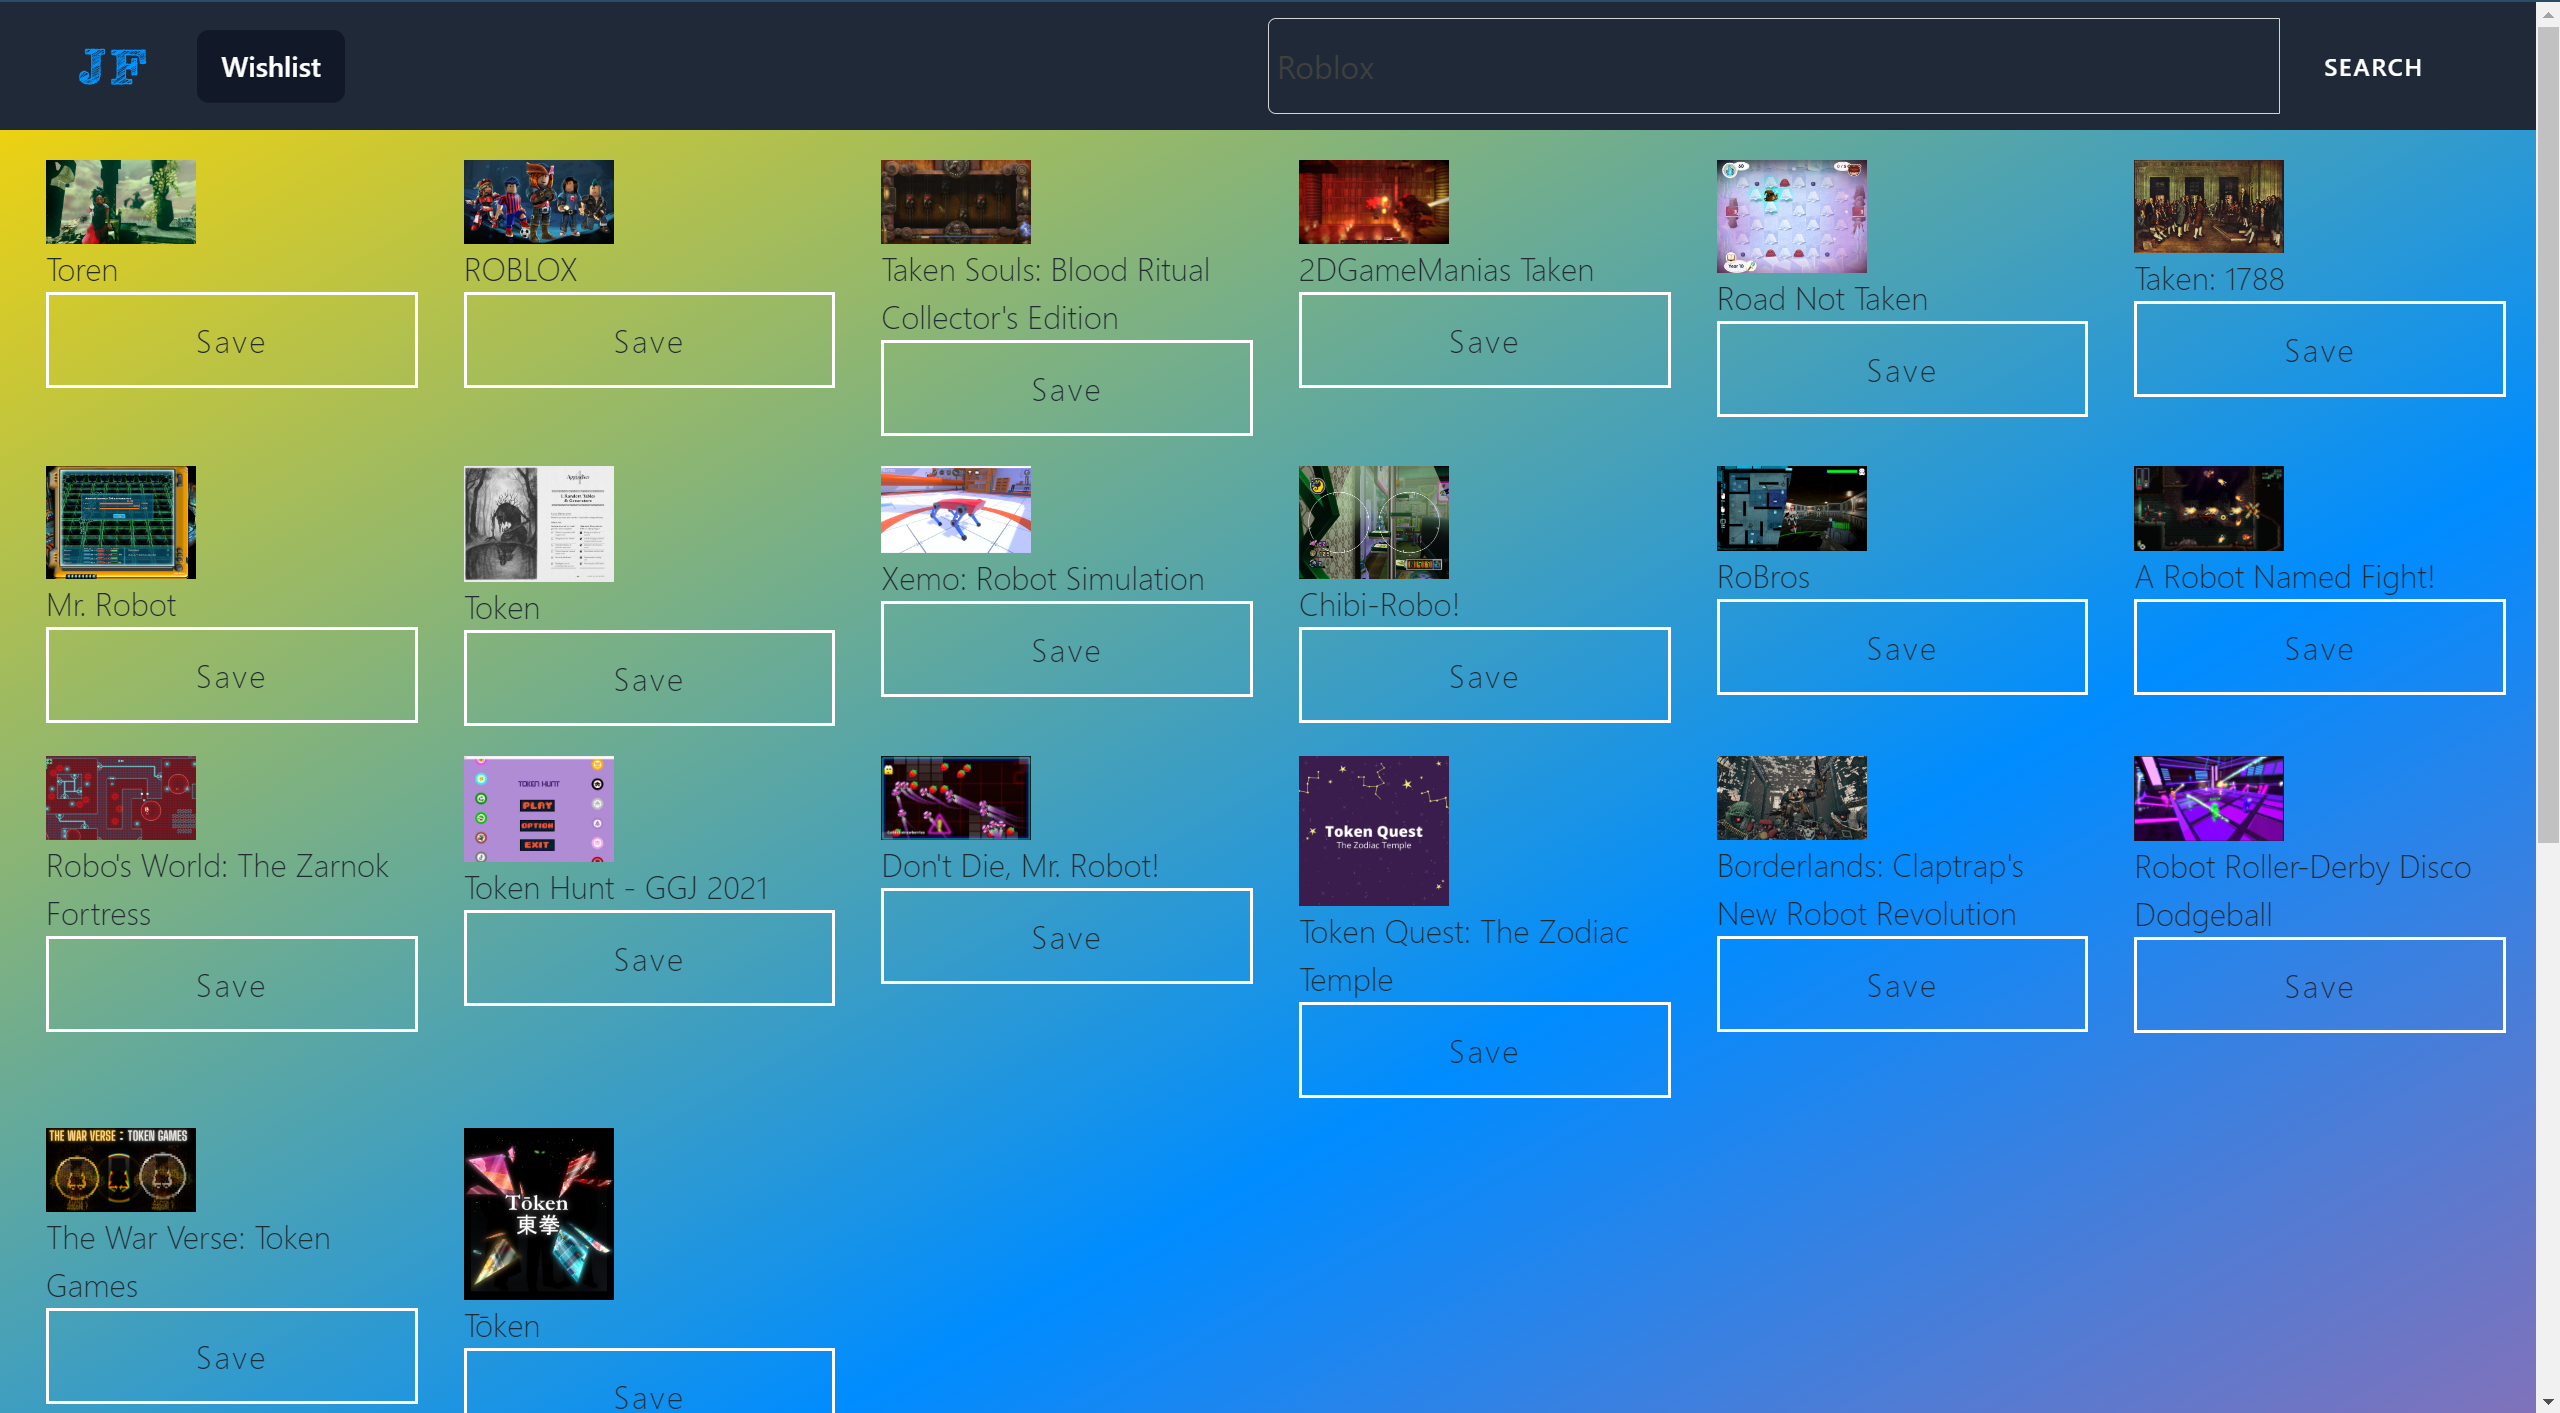 JF
Wishlist
Roblox
SEARCH
Toren
Save
ROBLOX
Save
Taken Souls: Blood Ritual
Collector's Edition
Save
2DGameManias Taken
Save
Road Not Taken
Save
Taken: 1788
Save
Mr. Robot
Save
Token
Save
Xemo: Robot Simulation
Save
Chibi-Robo!
Save
RoBros
Save
A Robot Named Fight!
Save
Robo's World: The Zarnok
Fortress
Save
TOKEN HUNT
PLAY
OPTION
EXIT
Token Hunt - GGJ 2021
Save
Don't Die, Mr. Robot!
Save
Token Quest
The Zodiac Temple
Token Quest: The Zodiac
Temple
Save
Borderlands: Claptrap's
New Robot Revolution
Save
Robot Roller-Derby Disco
Dodgeball
Save
THE WAR VERSE : TOKEN GAMES
The War Verse: Token
Games
Save
Tōken
東拳
Tōken
Save